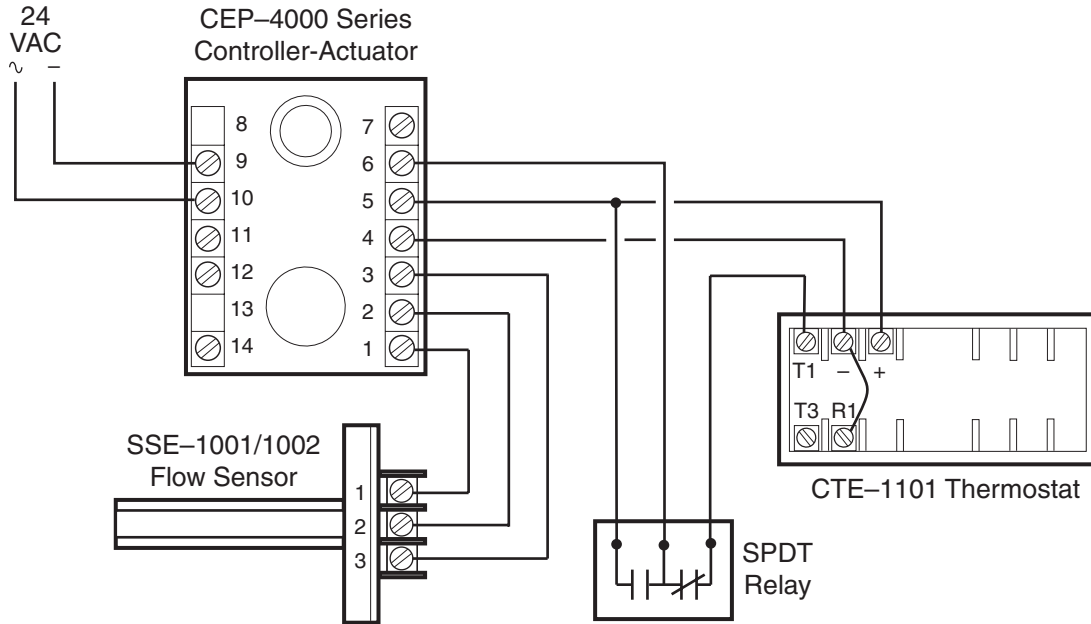 24
VAC
∿ –
CEP–4000 Series
Controller-Actuator
8
7
9
6
10
5
11
4
12
3
13
2
14
1
T1 – +
T3 R1
CTE–1101 Thermostat
SSE–1001/1002
Flow Sensor
1
2
3
SPDT
Relay